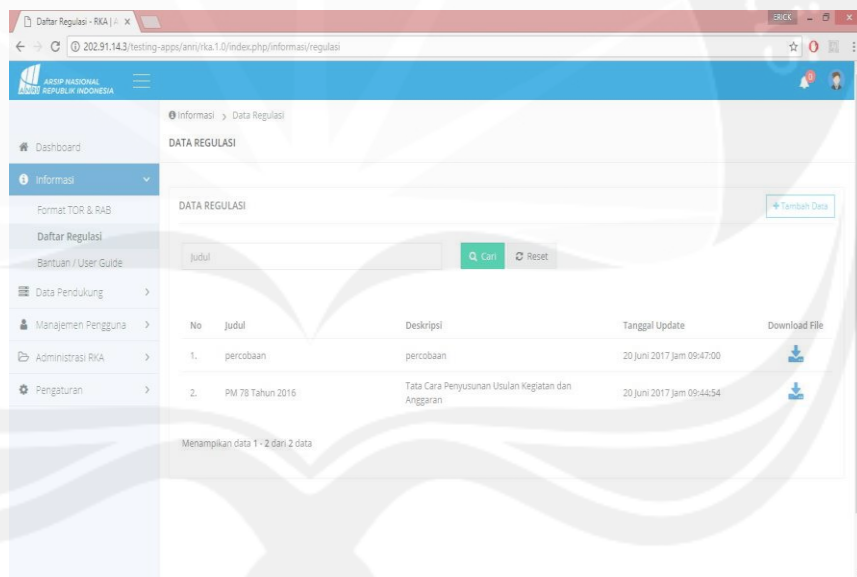 Daftar Regulasi - RKA | A
ERICK
202.91.14.3/testing-apps/anri/rka.1.0/index.php/informasi/regulasi
ARSIP NASIONAL
REPUBLIK INDONESIA
ANRI
0
Informasi > Data Regulasi
DATA REGULASI
Dashboard
Informasi
Format TOR & RAB
Daftar Regulasi
Bantuan / User Guide
Data Pendukung
Manajemen Pengguna
Administrasi RKA
Pengaturan
DATA REGULASI
+ Tambah Data
Judul
Cari
Reset
No Judul Deskripsi Tanggal Update Download File
1. percobaan percobaan 20 Juni 2017 Jam 09:47:00
2. PM 78 Tahun 2016 Tata Cara Penyusunan Usulan Kegiatan dan
Anggaran 20 Juni 2017 Jam 09:44:54
Menampikan data 1 - 2 dari 2 data